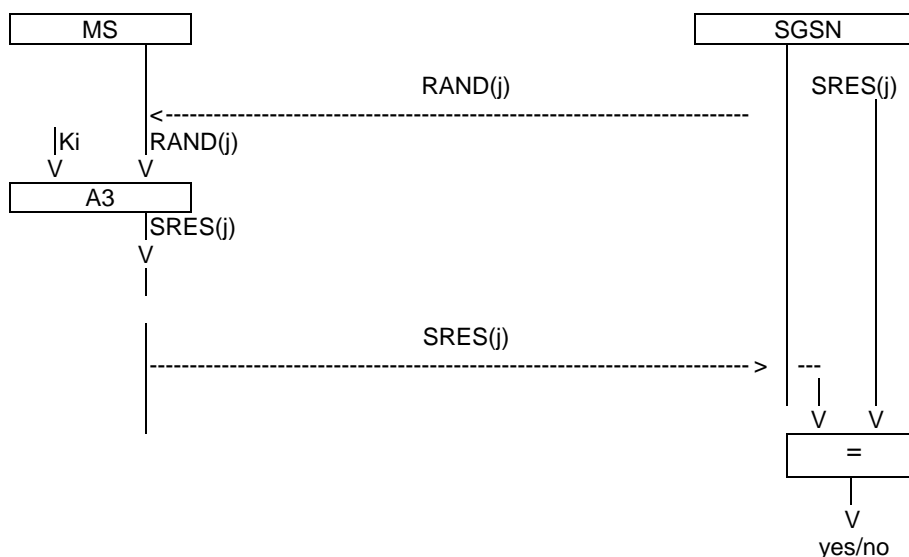 MS SGSN
RAND(j) SRES(j)
<-----------------------------------------------------------------------
Ki RAND(j)
V V
A3
SRES(j)
V
SRES(j)
------------------------------------------------------------------------- > ---
V V
=
V
yes/no